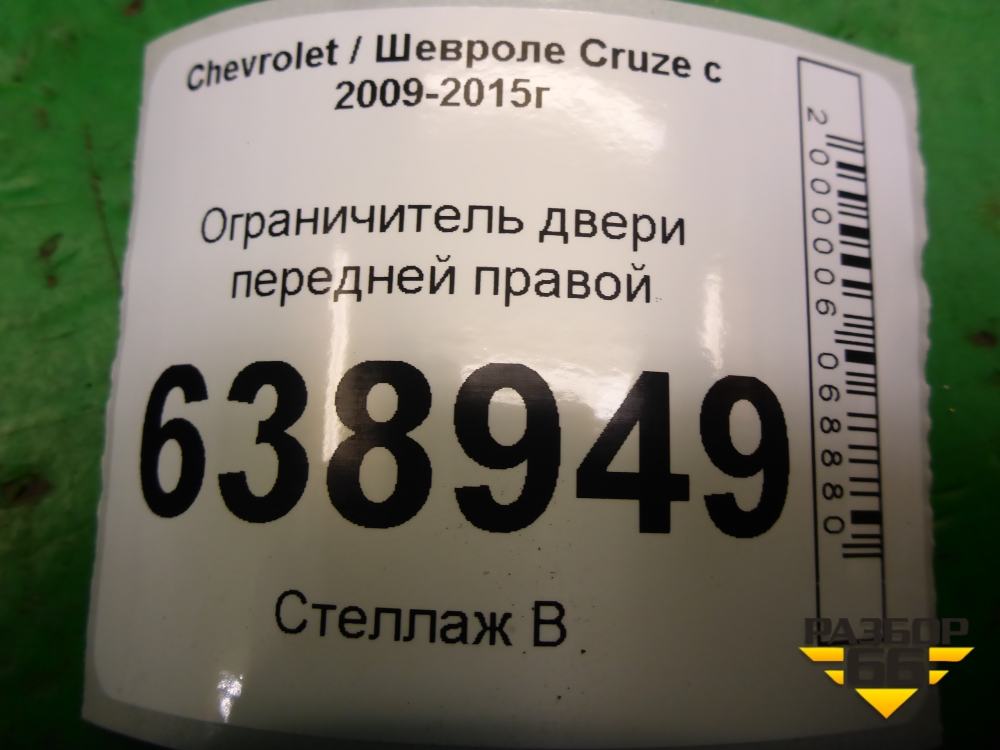 Chevrolet / Шевроле Cruze с
2009-2015г
Ограничитель двери
передней правой
638949
Стеллаж В
2000006068880
РАЗБОР
66